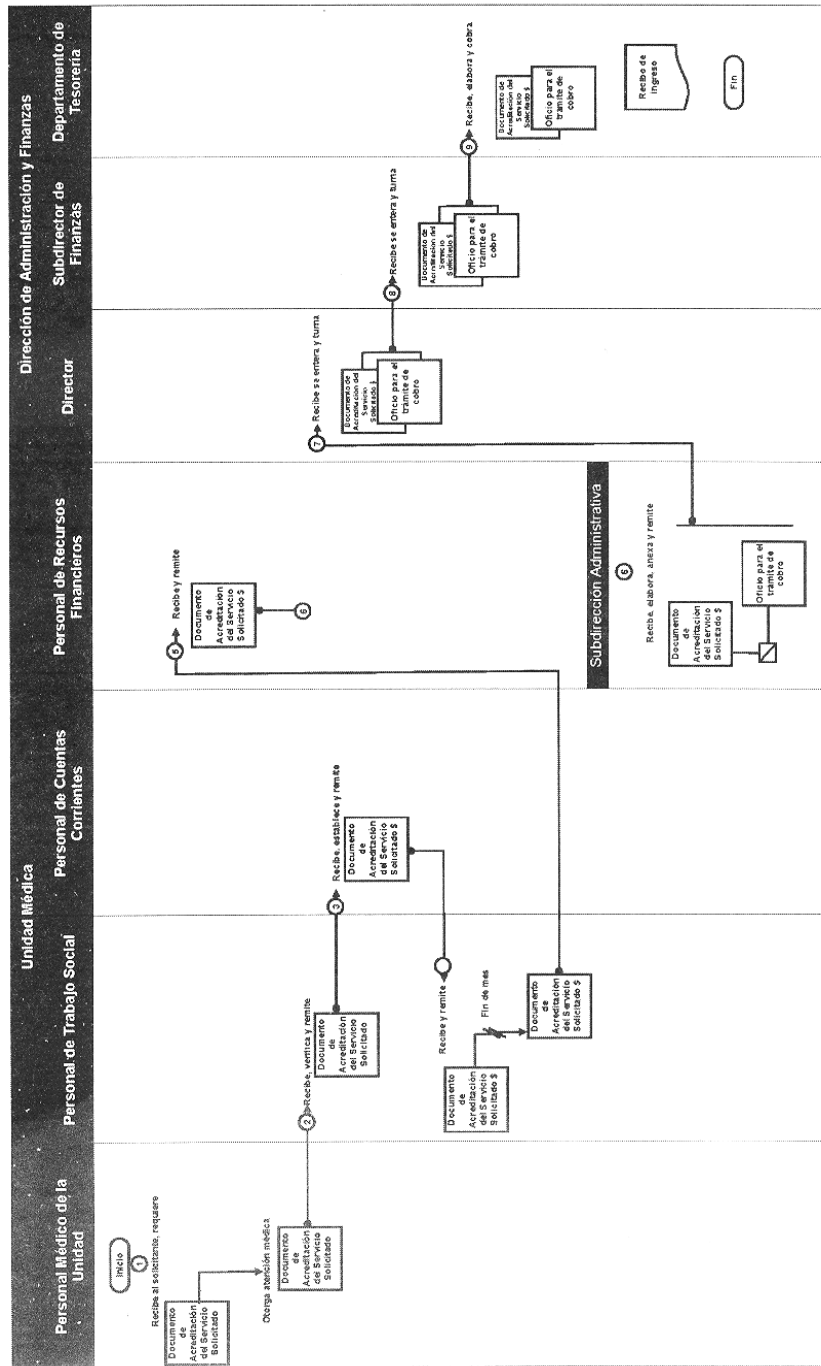 Unidad Médica
Dirección de Administración y Finanzas
Personal Médico de la
Unidad
Personal de Trabajo Social
Personal de Cuentas
Corrientes
Personal de Recursos
Financieros
Director
Subdirector de
Finanzas
Departamento de
Tesorería
Inicio
1
Recibe al solicitante, requiere
Documento
de
Acreditación
del Servicio
Solicitado
Otorga atención médica
Documento
de
Acreditación
del Servicio
Solicitado
2
Recibe, verifica y remite
Documento
de
Acreditación
del Servicio
Solicitado
3
Recibe, establece y remite
Documento
de
Acreditación
del Servicio
Solicitado $
Recibe y remite
Documento
de
Acreditación
del Servicio
Solicitado $
Fin de mes
Documento
de
Acreditación
del Servicio
Solicitado $
5
Recibe y remite
Documento
de
Acreditación
del Servicio
Solicitado $
6
Subdirección Administrativa
6
Recibe, elabora, anexa y remite
Documento
de
Acreditación
del Servicio
Solicitado $
Oficio para el
trámite de
cobro
7
Recibe se entera y turna
Documento de
Acreditación del
Servicio
Solicitado $
Oficio para el
trámite de
cobro
8
Recibe se entera y turna
Documento de
Acreditación del
Servicio
Solicitado $
Oficio para el
trámite de
cobro
9
Recibe, elabora y cobra
Documento de
Acreditación del
Servicio
Solicitado $
Oficio para el
trámite de
cobro
Recibo de
ingreso
Fin